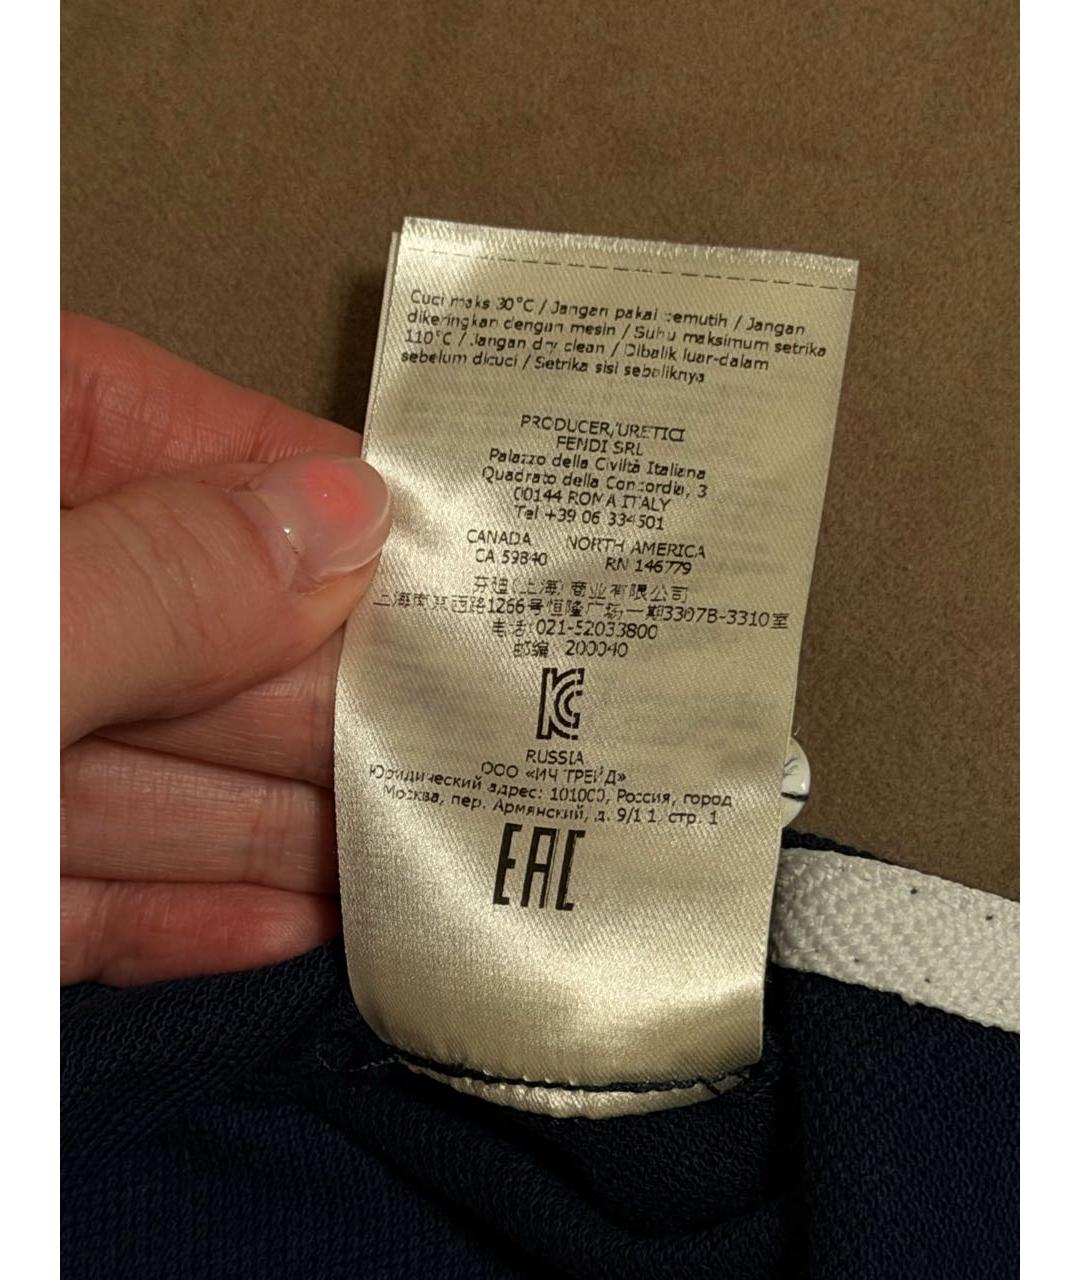 Cuci maks 30°C / Jangan pakai pemutih / Jangan
dikeringkan dengan mesin / Suhu maksimum setrika
110°C / Jangan dry clean / Dibalik luar-dalam
sebelum dicuci / Setrika sisi sebaliknya
PRODUCER/URETICI
FENDI SRL
Palazzo della Civiltà Italiana
Quadrato della Concordia, 3
00144 ROMA ITALY
Tel +39 06 334501
CANADA NORTH AMERICA
CA 59840 RN 146779
芬迪(上海)商业有限公司
上海南京西路1266号恒隆广场一期3307B-3310室
电话:021-52033800
邮编: 200040
KC
RUSSIA
ООО «ИЧ ТРЕЙД»
Юридический адрес: 101000, Россия, город
Москва, пер. Армянский, д. 9/1 1, стр. 1
EAC